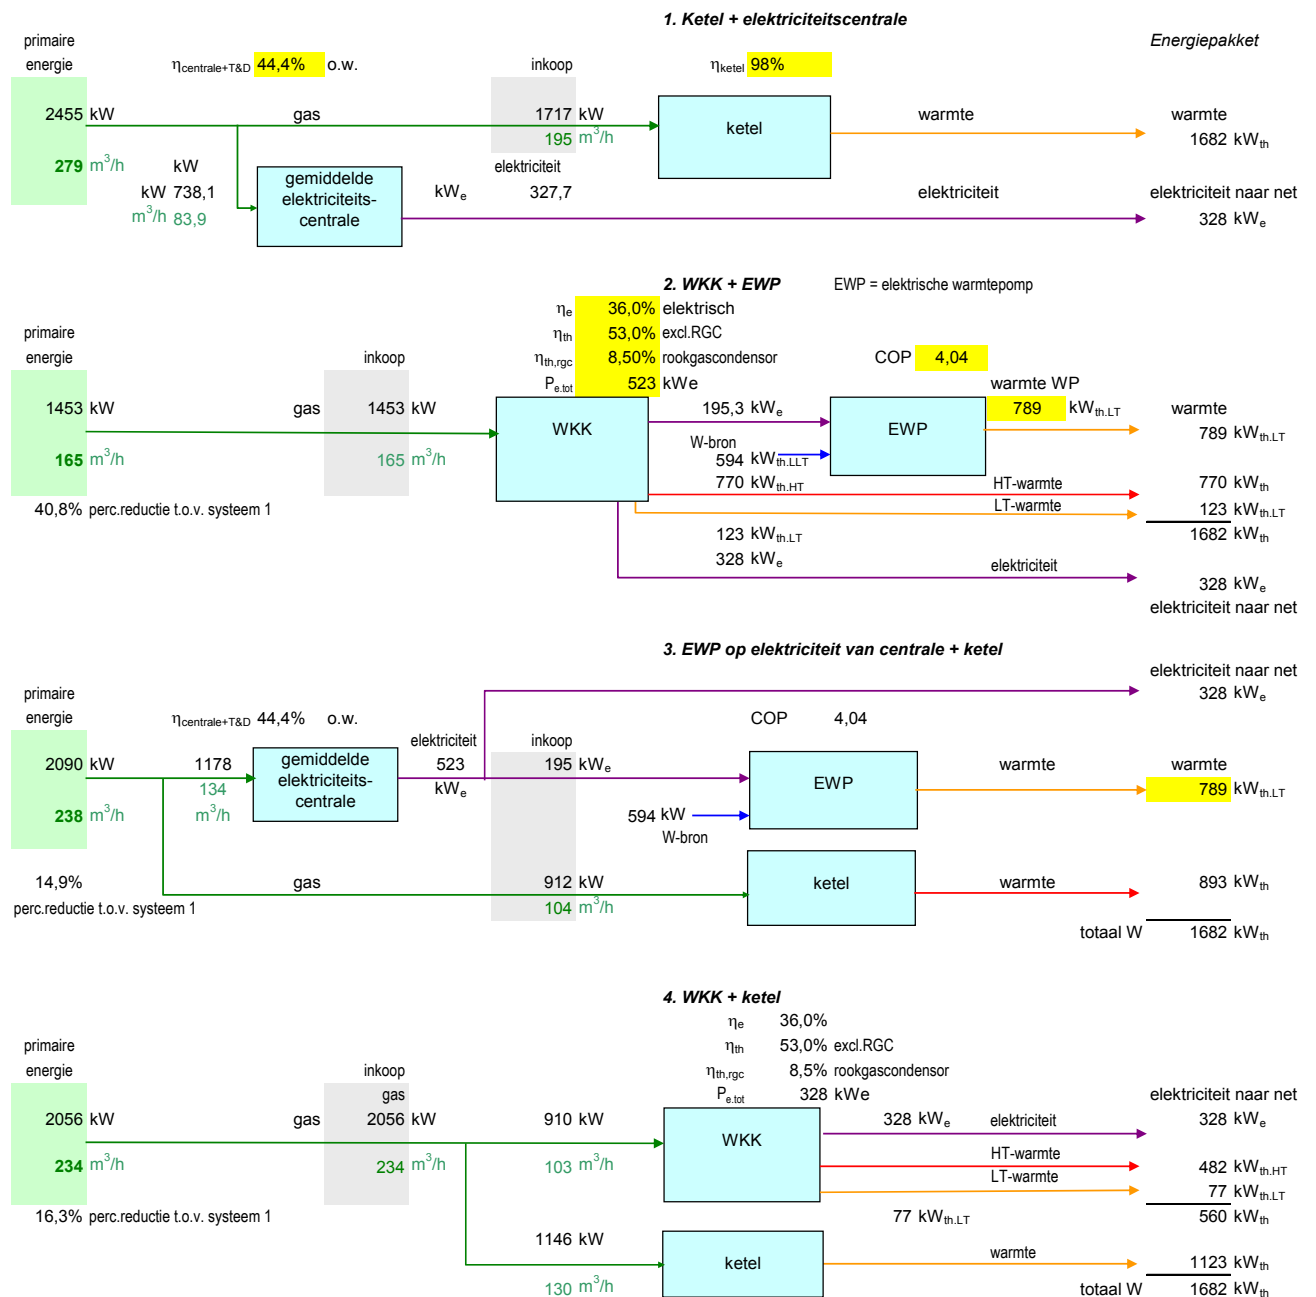 1. Ketel + elektriciteitscentrale
primaire
energie
Energiepakket
ηcentrale+T&D 44,4% o.w.
inkoop
ηketel 98%
2455 kW
gas
1717 kW
195 m³/h
ketel
warmte
warmte
1682 kWth
279 m³/h
kW
kW 738,1
m³/h 83,9
gemiddelde
elektriciteits-
centrale
elektriciteit
kWe 327,7
elektriciteit
elektriciteit naar net
328 kWe
2. WKK + EWP
EWP = elektrische warmtepomp
ηe 36,0% elektrisch
ηth 53,0% excl.RGC
ηth,rgc 8,50% rookgascondensor
Pe.tot 523 kWe
primaire
energie
inkoop
COP 4,04
1453 kW
gas 1453 kW
165 m³/h
165 m³/h
40,8% perc.reductie t.o.v. systeem 1
WKK
195,3 kWe
W-bron
594 kWth.LLT
770 kWth.HT
EWP
warmte WP
789 kWth.LT
HT-warmte
LT-warmte
123 kWth.LT
328 kWe
elektriciteit
warmte
789 kWth.LT
770 kWth
123 kWth.LT
1682 kWth
328 kWe
elektriciteit naar net
3. EWP op elektriciteit van centrale + ketel
elektriciteit naar net
328 kWe
primaire
energie
ηcentrale+T&D 44,4% o.w.
COP 4,04
2090 kW
238 m³/h
1178
134
m³/h
gemiddelde
elektriciteits-
centrale
elektriciteit
523
kWe
inkoop
195 kWe
594 kW
W-bron
EWP
warmte
warmte
789 kWth.LT
14,9%
perc.reductie t.o.v. systeem 1
gas
912 kW
104 m³/h
ketel
warmte
893 kWth
totaal W 1682 kWth
4. WKK + ketel
ηe 36,0%
ηth 53,0% excl.RGC
ηth,rgc 8,5% rookgascondensor
Pe.tot 328 kWe
primaire
energie
inkoop
gas
2056 kW
gas 2056 kW
910 kW
234 m³/h
234 m³/h
103 m³/h
16,3% perc.reductie t.o.v. systeem 1
WKK
328 kWe elektriciteit
HT-warmte
LT-warmte
77 kWth.LT
elektriciteit naar net
328 kWe
482 kWth.HT
77 kWth.LT
560 kWth
1146 kW
130 m³/h
ketel
warmte
1123 kWth
totaal W 1682 kWth